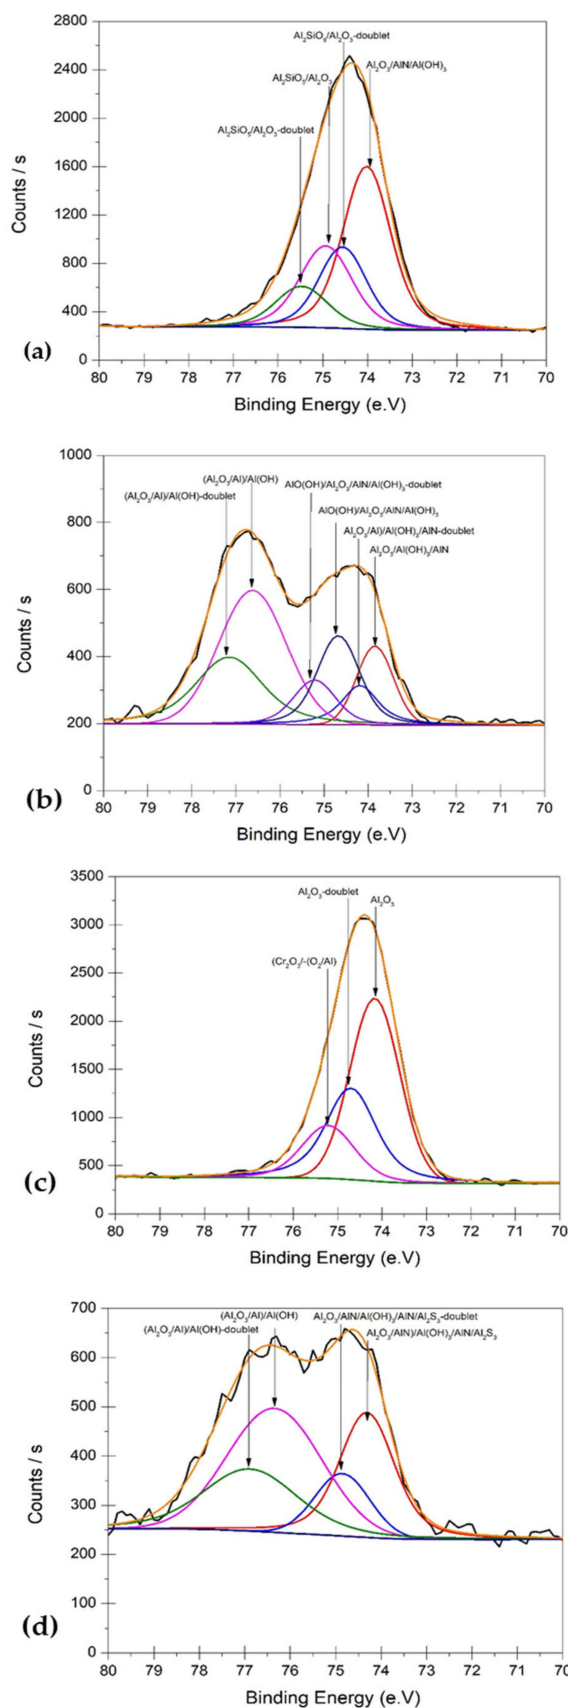 Al₂SiO₅/Al₂O₃-doublet
Al₂SiO₅/Al₂O₃
Al₂O₃/AlN/Al(OH)₃
Al₂SiO₅/Al₂O₃-doublet
2800
2400
1600
1200
800
400
0
Counts / s
80 79 78 77 76 75 74 73 72 71 70
Binding Energy (e.V)
(a)
(Al₂O₃/Al)/Al(OH)
(Al₂O₃/Al)/Al(OH)-doublet
AlO(OH)/Al₂O₃/AlN/Al(OH)₃-doublet
AlO(OH)/Al₂O₃/AlN/Al(OH)₃
Al₂O₃/Al)/Al(OH)₃/AlN-doublet
Al₂O₃/Al(OH)₃/AlN
1000
800
600
400
200
0
Counts / s
80 79 78 77 76 75 74 73 72 71 70
Binding Energy (e.V)
(b)
Al₂O₃-doublet
Al₂O₃
(Cr₂O₃/-(O₂/Al)
3500
3000
2500
1500
1000
500
0
Counts / s
80 79 78 77 76 75 74 73 72 71 70
Binding Energy (e.V)
(c)
(Al₂O₃/Al)/Al(OH)
(Al₂O₃/Al)/Al(OH)-doublet
Al₂O₃/AlN/Al(OH)₃/AlN/Al₂S₃-doublet
Al₂O₃/AlN)/Al(OH)₃/AlN/Al₂S₃
700
600
500
350
300
250
200
100
0
Counts / s
80 79 78 77 76 75 74 73 72 71 70
Binding Energy (e.V)
(d)